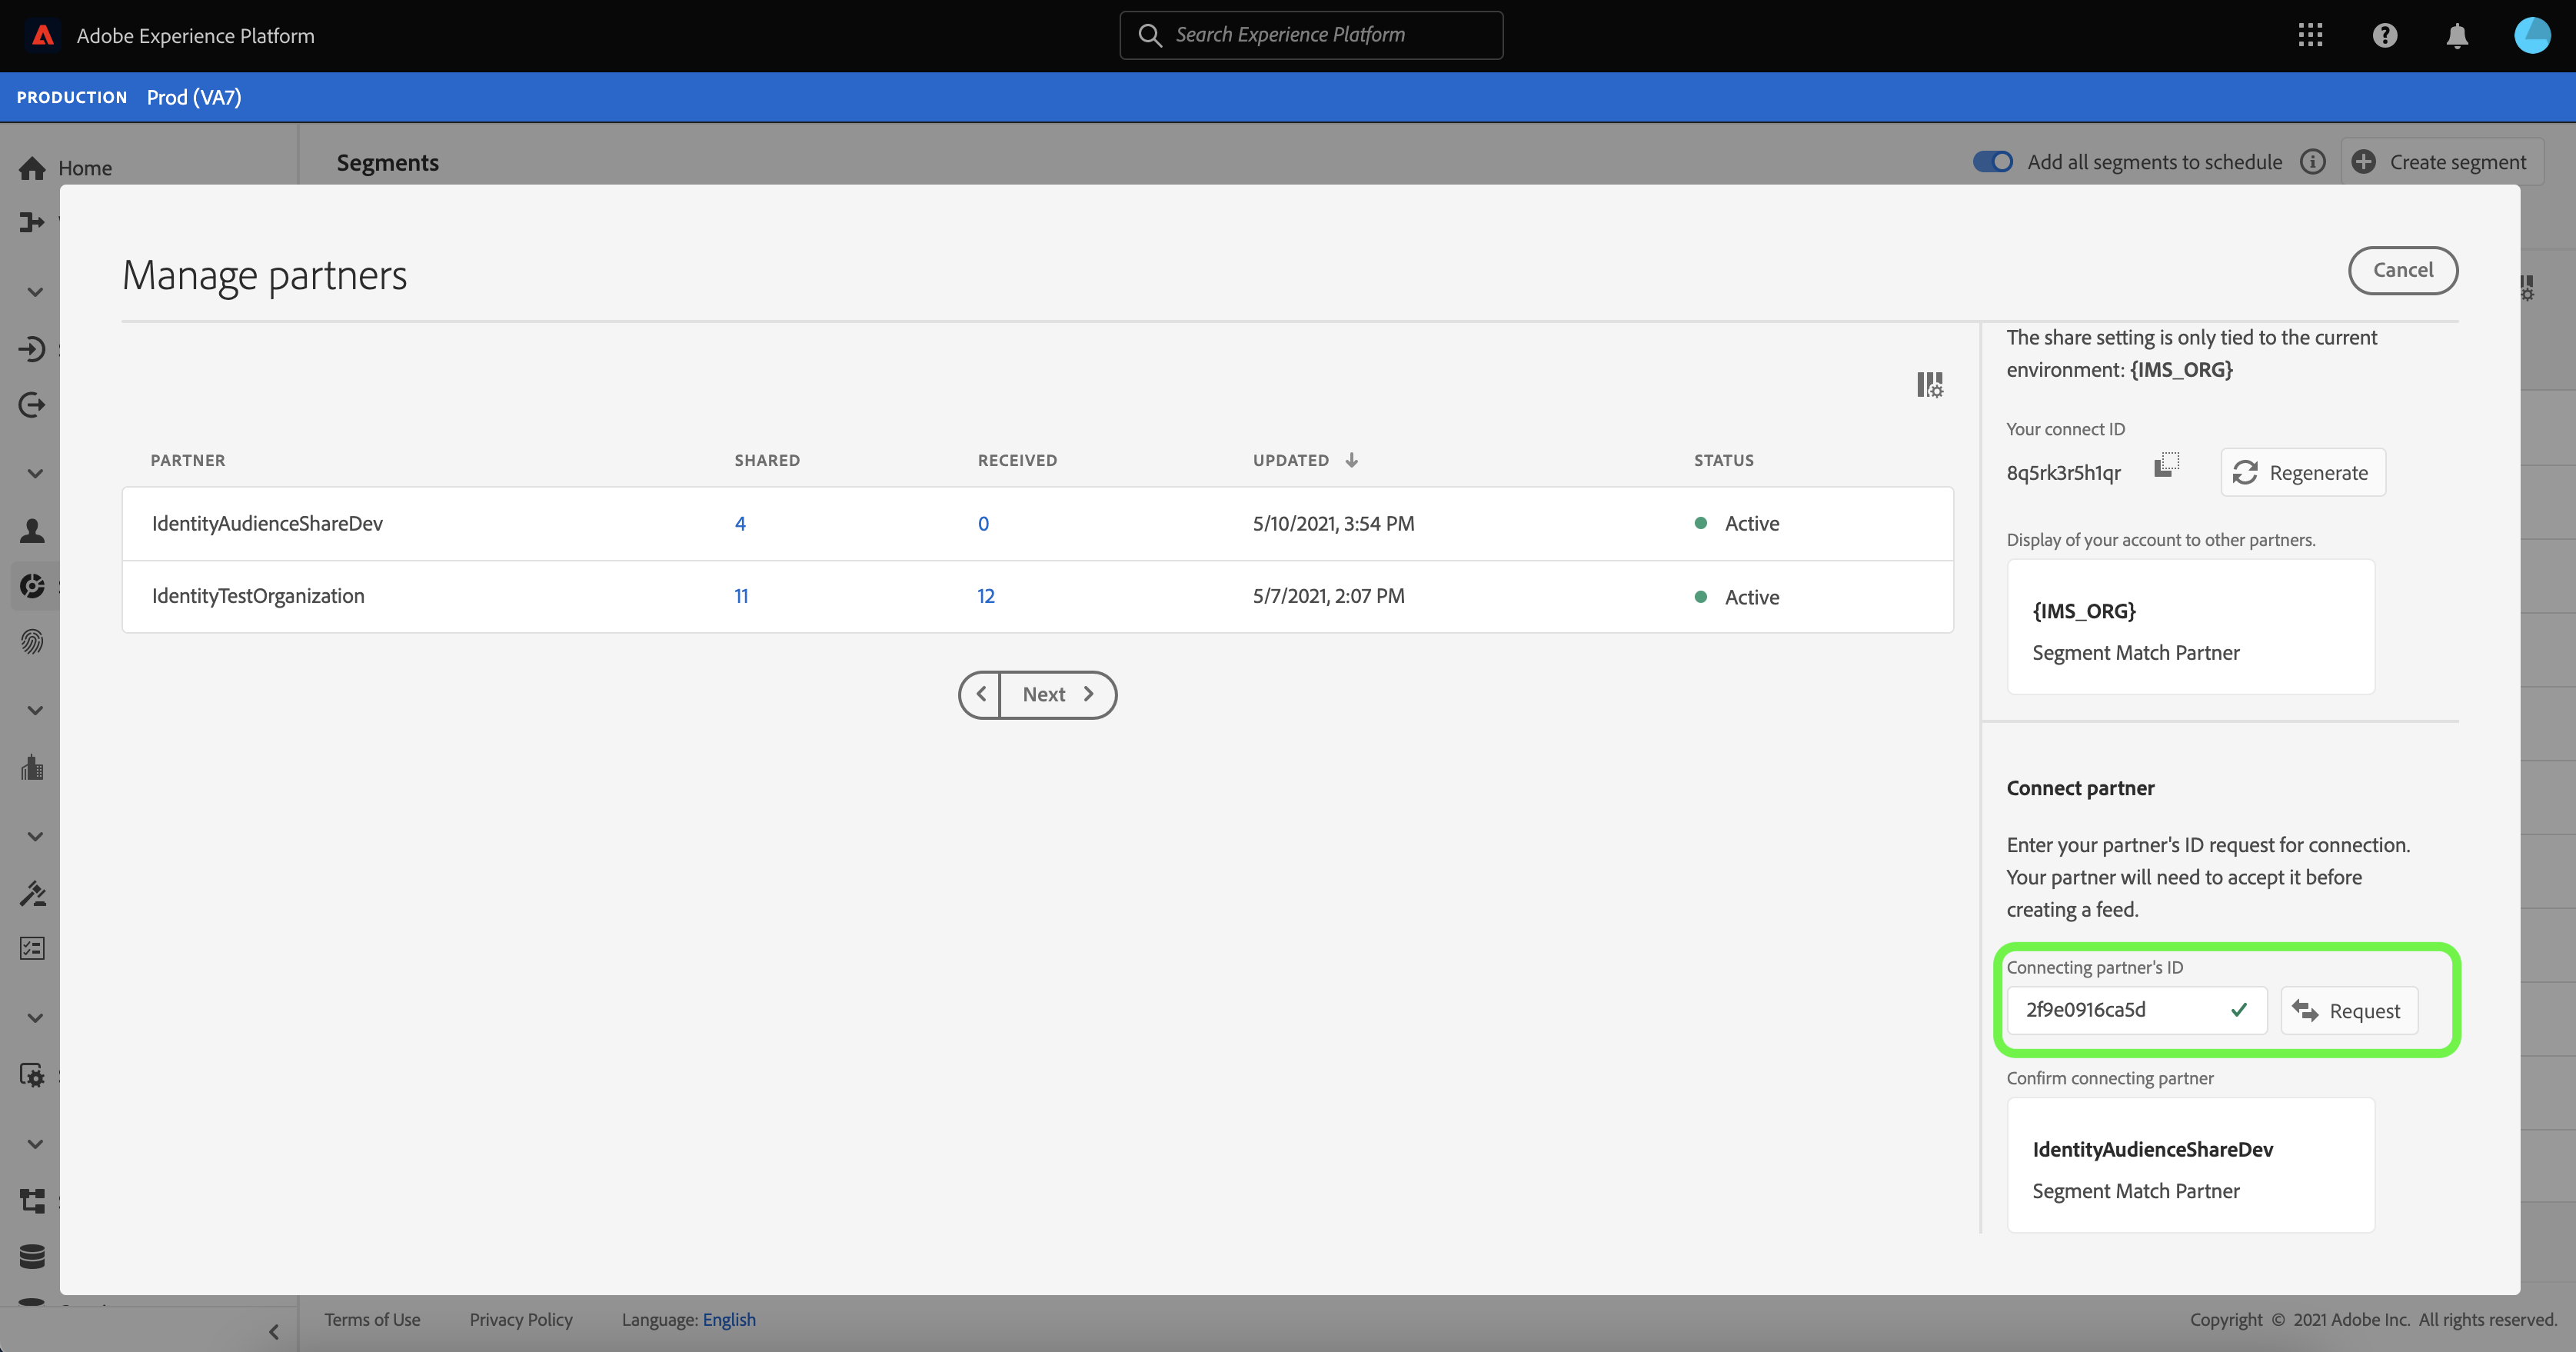 Adobe Experience Platform
Search Experience Platform
PRODUCTION Prod (VA7)
Home
Segments
Add all segments to schedule
Create segment
Manage partners
Cancel
PARTNER SHARED RECEIVED UPDATED STATUS
IdentityAudienceShareDev 4 0 5/10/2021, 3:54 PM Active
IdentityTestOrganization 11 12 5/7/2021, 2:07 PM Active
Next
The share setting is only tied to the current
environment: {IMS_ORG}
Your connect ID
8q5rk3r5h1qr
Regenerate
Display of your account to other partners.
{IMS_ORG}
Segment Match Partner
Connect partner
Enter your partner's ID request for connection.
Your partner will need to accept it before
creating a feed.
Connecting partner's ID
2f9e0916ca5d
Request
Confirm connecting partner
IdentityAudienceShareDev
Segment Match Partner
Terms of Use Privacy Policy Language: English
Copyright © 2021 Adobe Inc. All rights reserved.